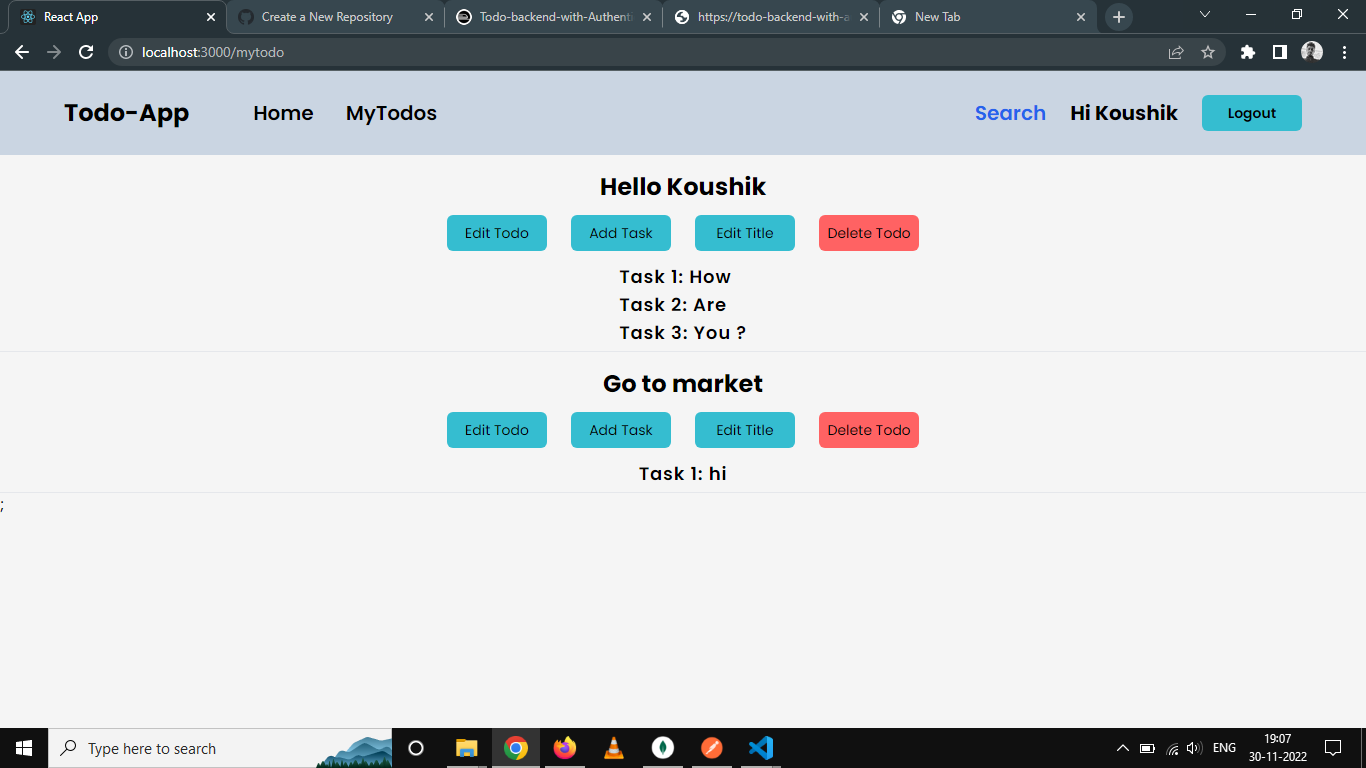 React App
Create a New Repository
Todo-backend-with-Authenti
https://todo-backend-with-a
New Tab
localhost:3000/mytodo
Todo-App Home MyTodos Search Hi Koushik Logout
Hello Koushik
Edit Todo Add Task Edit Title Delete Todo
Task 1: How
Task 2: Are
Task 3: You ?
Go to market
Edit Todo Add Task Edit Title Delete Todo
Task 1: hi
;
Type here to search
ENG
19:07
30-11-2022